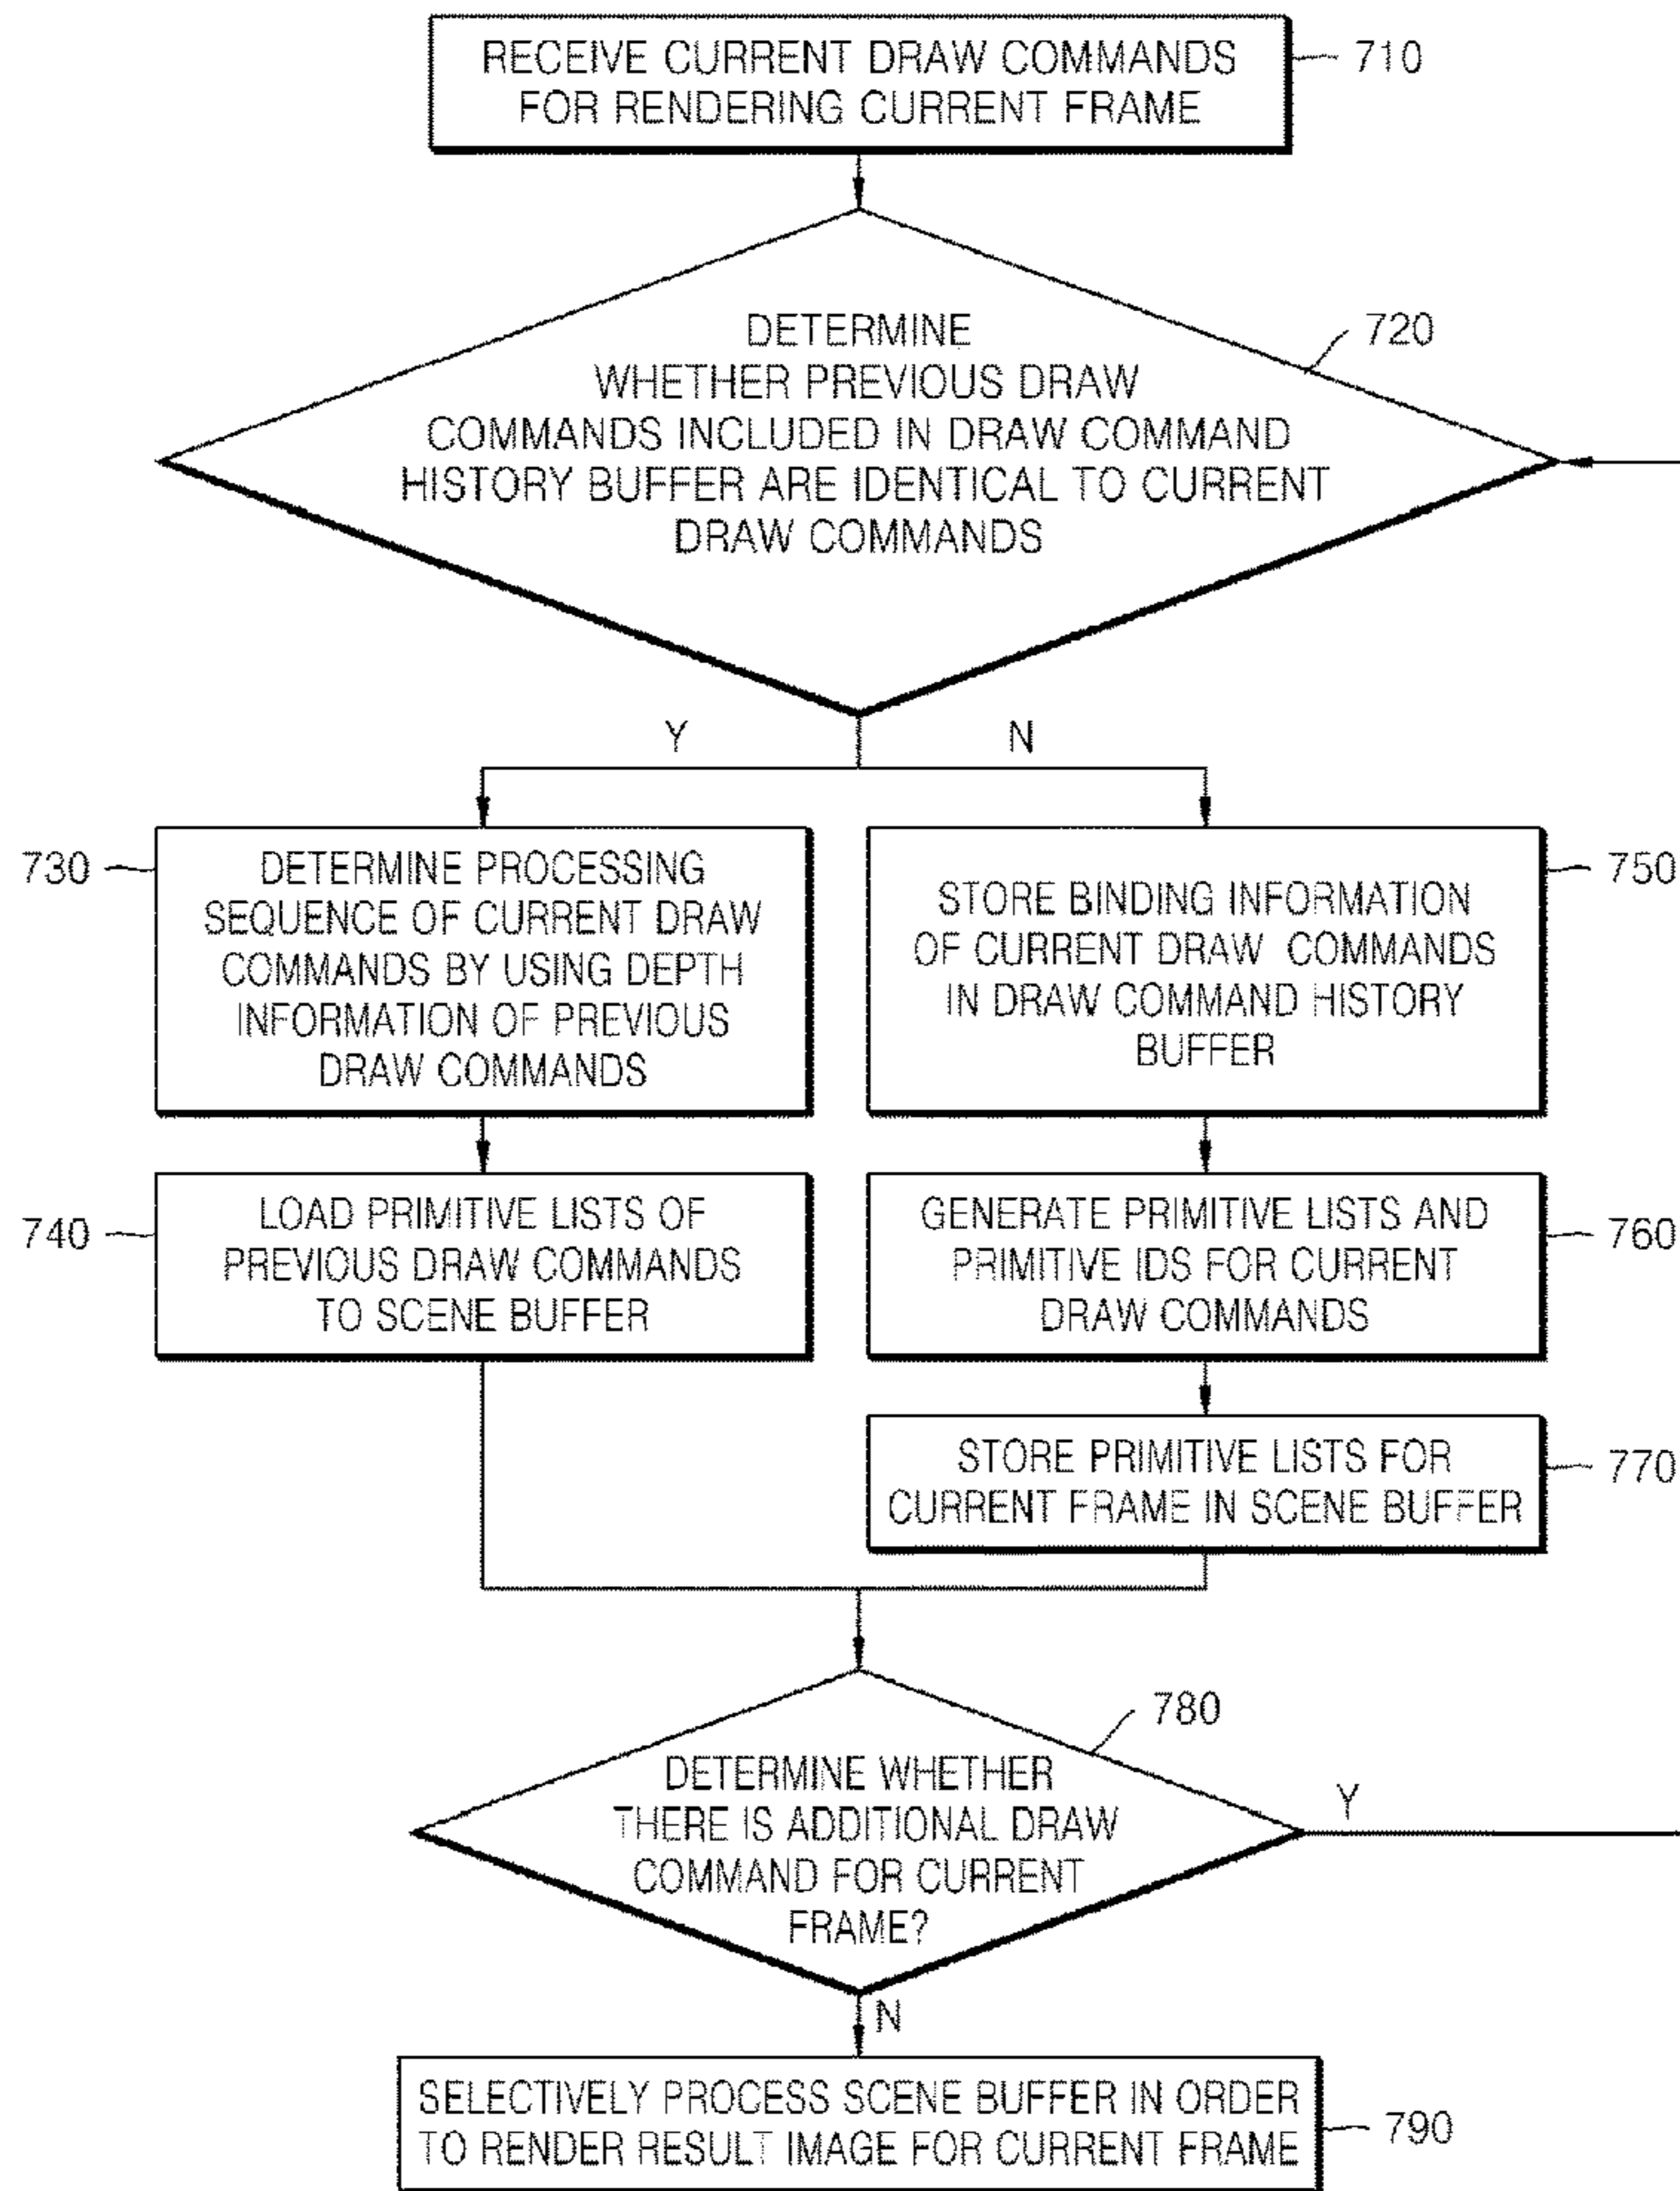 RECEIVE CURRENT DRAW COMMANDS
FOR RENDERING CURRENT FRAME
710
DETERMINE
WHETHER PREVIOUS DRAW
COMMANDS INCLUDED IN DRAW COMMAND
HISTORY BUFFER ARE IDENTICAL TO CURRENT
DRAW COMMANDS
720
Y
N
730
DETERMINE PROCESSING
SEQUENCE OF CURRENT DRAW
COMMANDS BY USING DEPTH
INFORMATION OF PREVIOUS
DRAW COMMANDS
STORE BINDING INFORMATION
OF CURRENT DRAW COMMANDS
IN DRAW COMMAND HISTORY
BUFFER
750
740
LOAD PRIMITIVE LISTS OF
PREVIOUS DRAW COMMANDS
TO SCENE BUFFER
GENERATE PRIMITIVE LISTS AND
PRIMITIVE IDS FOR CURRENT
DRAW COMMANDS
760
STORE PRIMITIVE LISTS FOR
CURRENT FRAME IN SCENE BUFFER
770
780
DETERMINE WHETHER
THERE IS ADDITIONAL DRAW
COMMAND FOR CURRENT
FRAME?
Y
N
SELECTIVELY PROCESS SCENE BUFFER IN ORDER
TO RENDER RESULT IMAGE FOR CURRENT FRAME
790